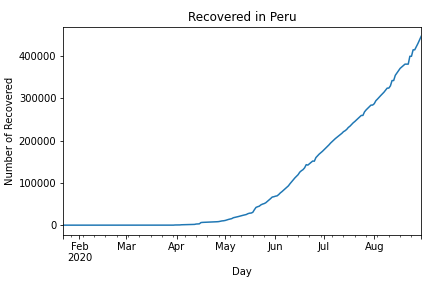 Recovered in Peru
Number of Recovered
400000
300000
200000
100000
0
Feb Mar Apr May Jun Jul Aug
2020
Day